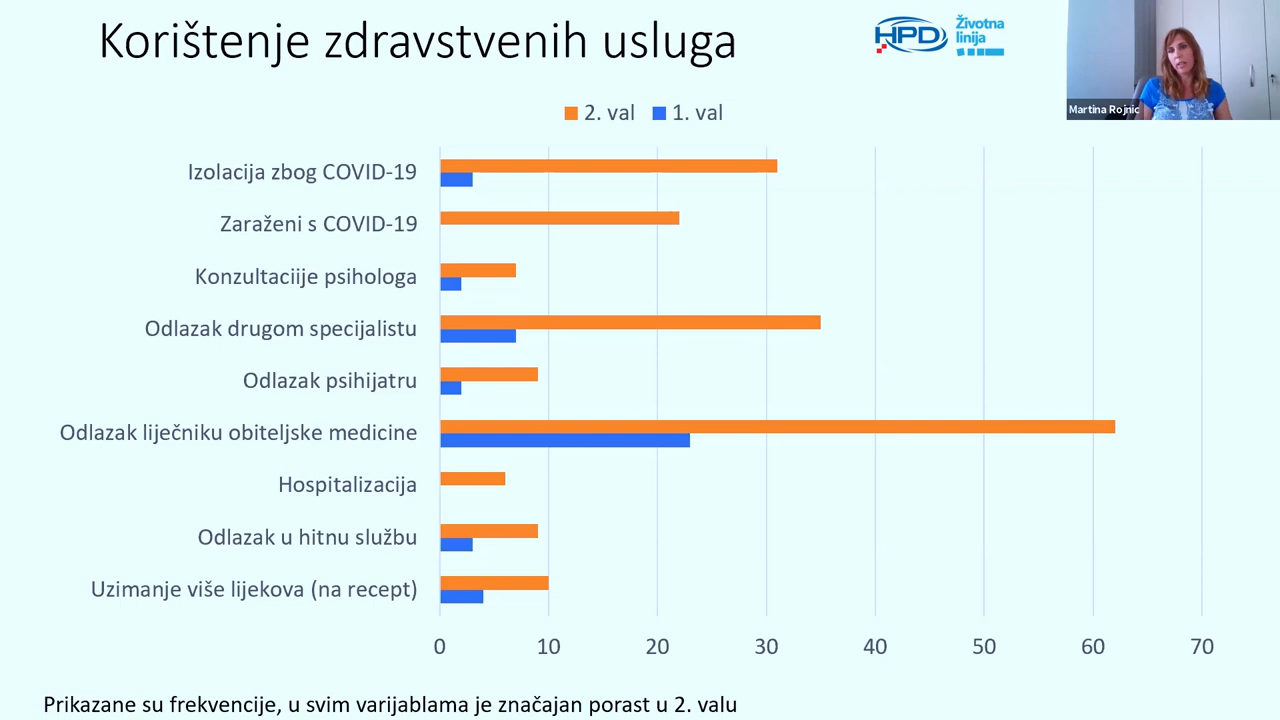 Korištenje zdravstvenih usluga
HPD
Životna
linija
Martina Rojnic
2. val
1. val
Izolacija zbog COVID-19
Zaraženi s COVID-19
Konzultaciije psihologa
Odlazak drugom specijalistu
Odlazak psihijatru
Odlazak liječniku obiteljske medicine
Hospitalizacija
Odlazak u hitnu službu
Uzimanje više lijekova (na recept)
0 10 20 30 40 50 60 70
Prikazane su frekvencije, u svim varijablama je značajan porast u 2. valu